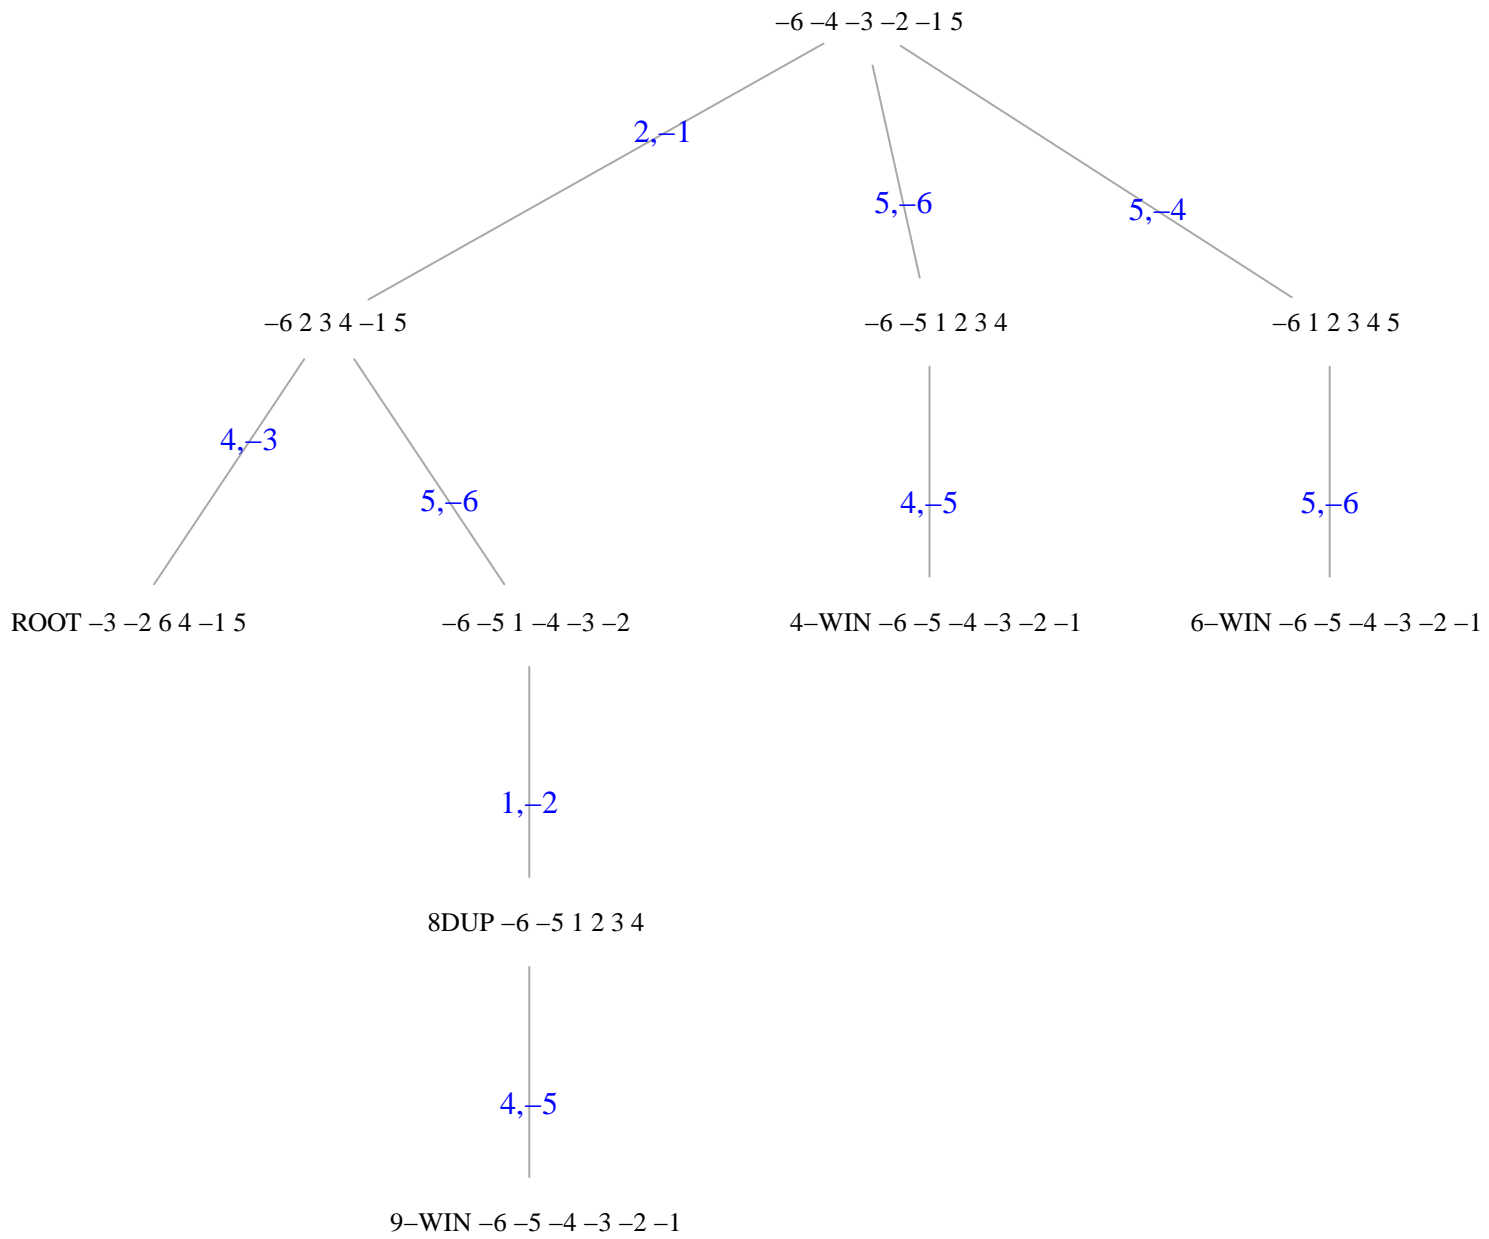 –6 –4 –3 –2 –1 5
2,–1
5,–6
5,–4
–6 2 3 4 –1 5
–6 –5 1 2 3 4
–6 1 2 3 4 5
4,–3
5,–6
4,–5
5,–6
ROOT –3 –2 6 4 –1 5
–6 –5 1 –4 –3 –2
4–WIN –6 –5 –4 –3 –2 –1
6–WIN –6 –5 –4 –3 –2 –1
1,–2
8DUP –6 –5 1 2 3 4
4,–5
9–WIN –6 –5 –4 –3 –2 –1